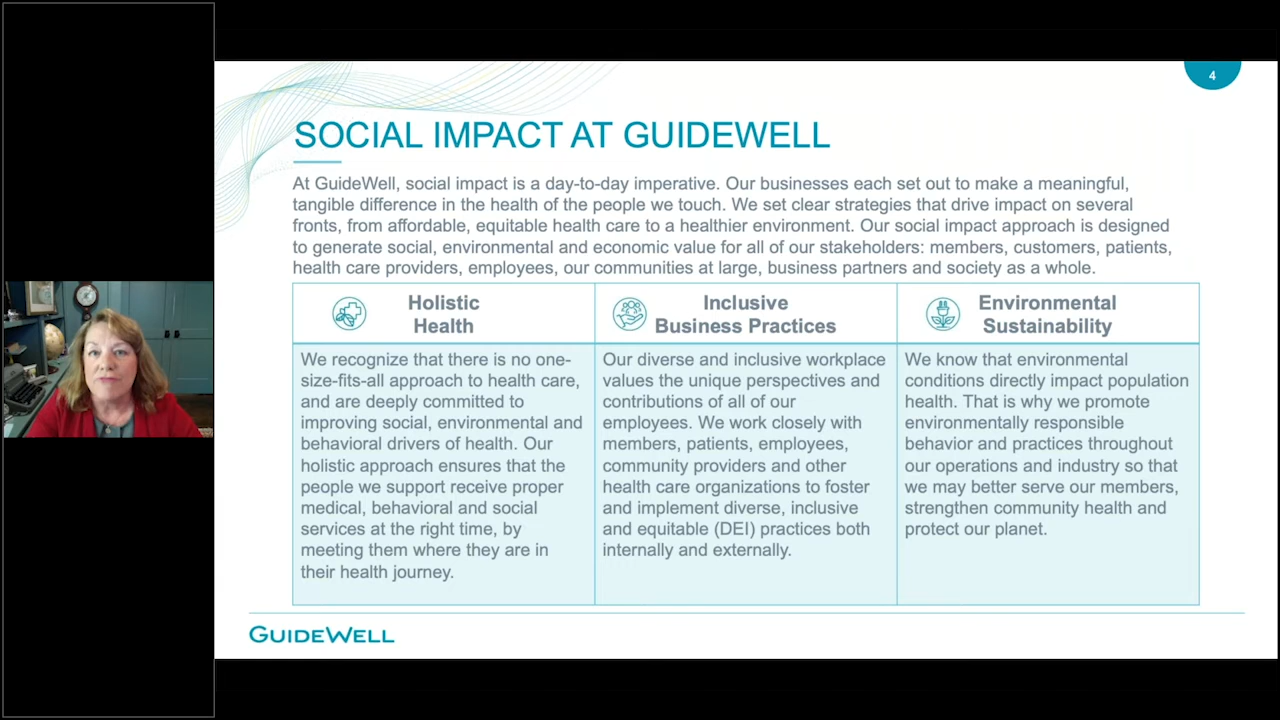 4
SOCIAL IMPACT AT GUIDEWELL
At GuideWell, social impact is a day-to-day imperative. Our businesses each set out to make a meaningful,
tangible difference in the health of the people we touch. We set clear strategies that drive impact on several
fronts, from affordable, equitable health care to a healthier environment. Our social impact approach is designed
to generate social, environmental and economic value for all of our stakeholders: members, customers, patients,
health care providers, employees, our communities at large, business partners and society as a whole.
Holistic
Health
We recognize that there is no one-
size-fits-all approach to health care,
and are deeply committed to
improving social, environmental and
behavioral drivers of health. Our
holistic approach ensures that the
people we support receive proper
medical, behavioral and social
services at the right time, by
meeting them where they are in
their health journey.
Inclusive
Business Practices
Our diverse and inclusive workplace
values the unique perspectives and
contributions of all of our
employees. We work closely with
members, patients, employees,
community providers and other
health care organizations to foster
and implement diverse, inclusive
and equitable (DEI) practices both
internally and externally.
Environmental
Sustainability
We know that environmental
conditions directly impact population
health. That is why we promote
environmentally responsible
behavior and practices throughout
our operations and industry so that
we may better serve our members,
strengthen community health and
protect our planet.
GUIDEWELL